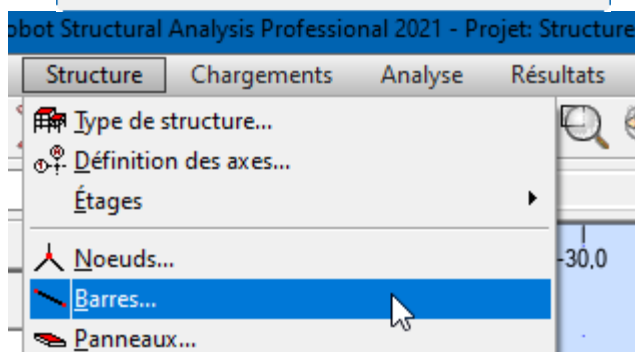 obot Structural Analysis Professional 2021 - Projet: Structure
Structure Chargements Analyse Résultats
Type de structure...
Définition des axes...
Étages
Noeuds...
-30,0
Barres...
Panneaux...